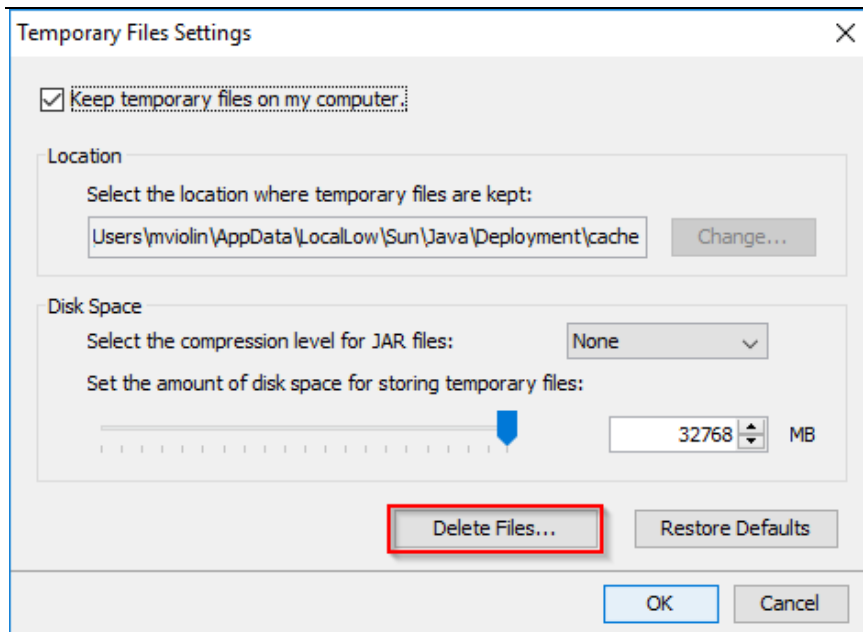 Temporary Files Settings
Keep temporary files on my computer.
Location
Select the location where temporary files are kept:
Users\mviolin\AppData\LocalLow\Sun\Java\Deployment\cache
Change...
Disk Space
Select the compression level for JAR files:
None
Set the amount of disk space for storing temporary files:
32768
MB
Delete Files...
Restore Defaults
OK
Cancel